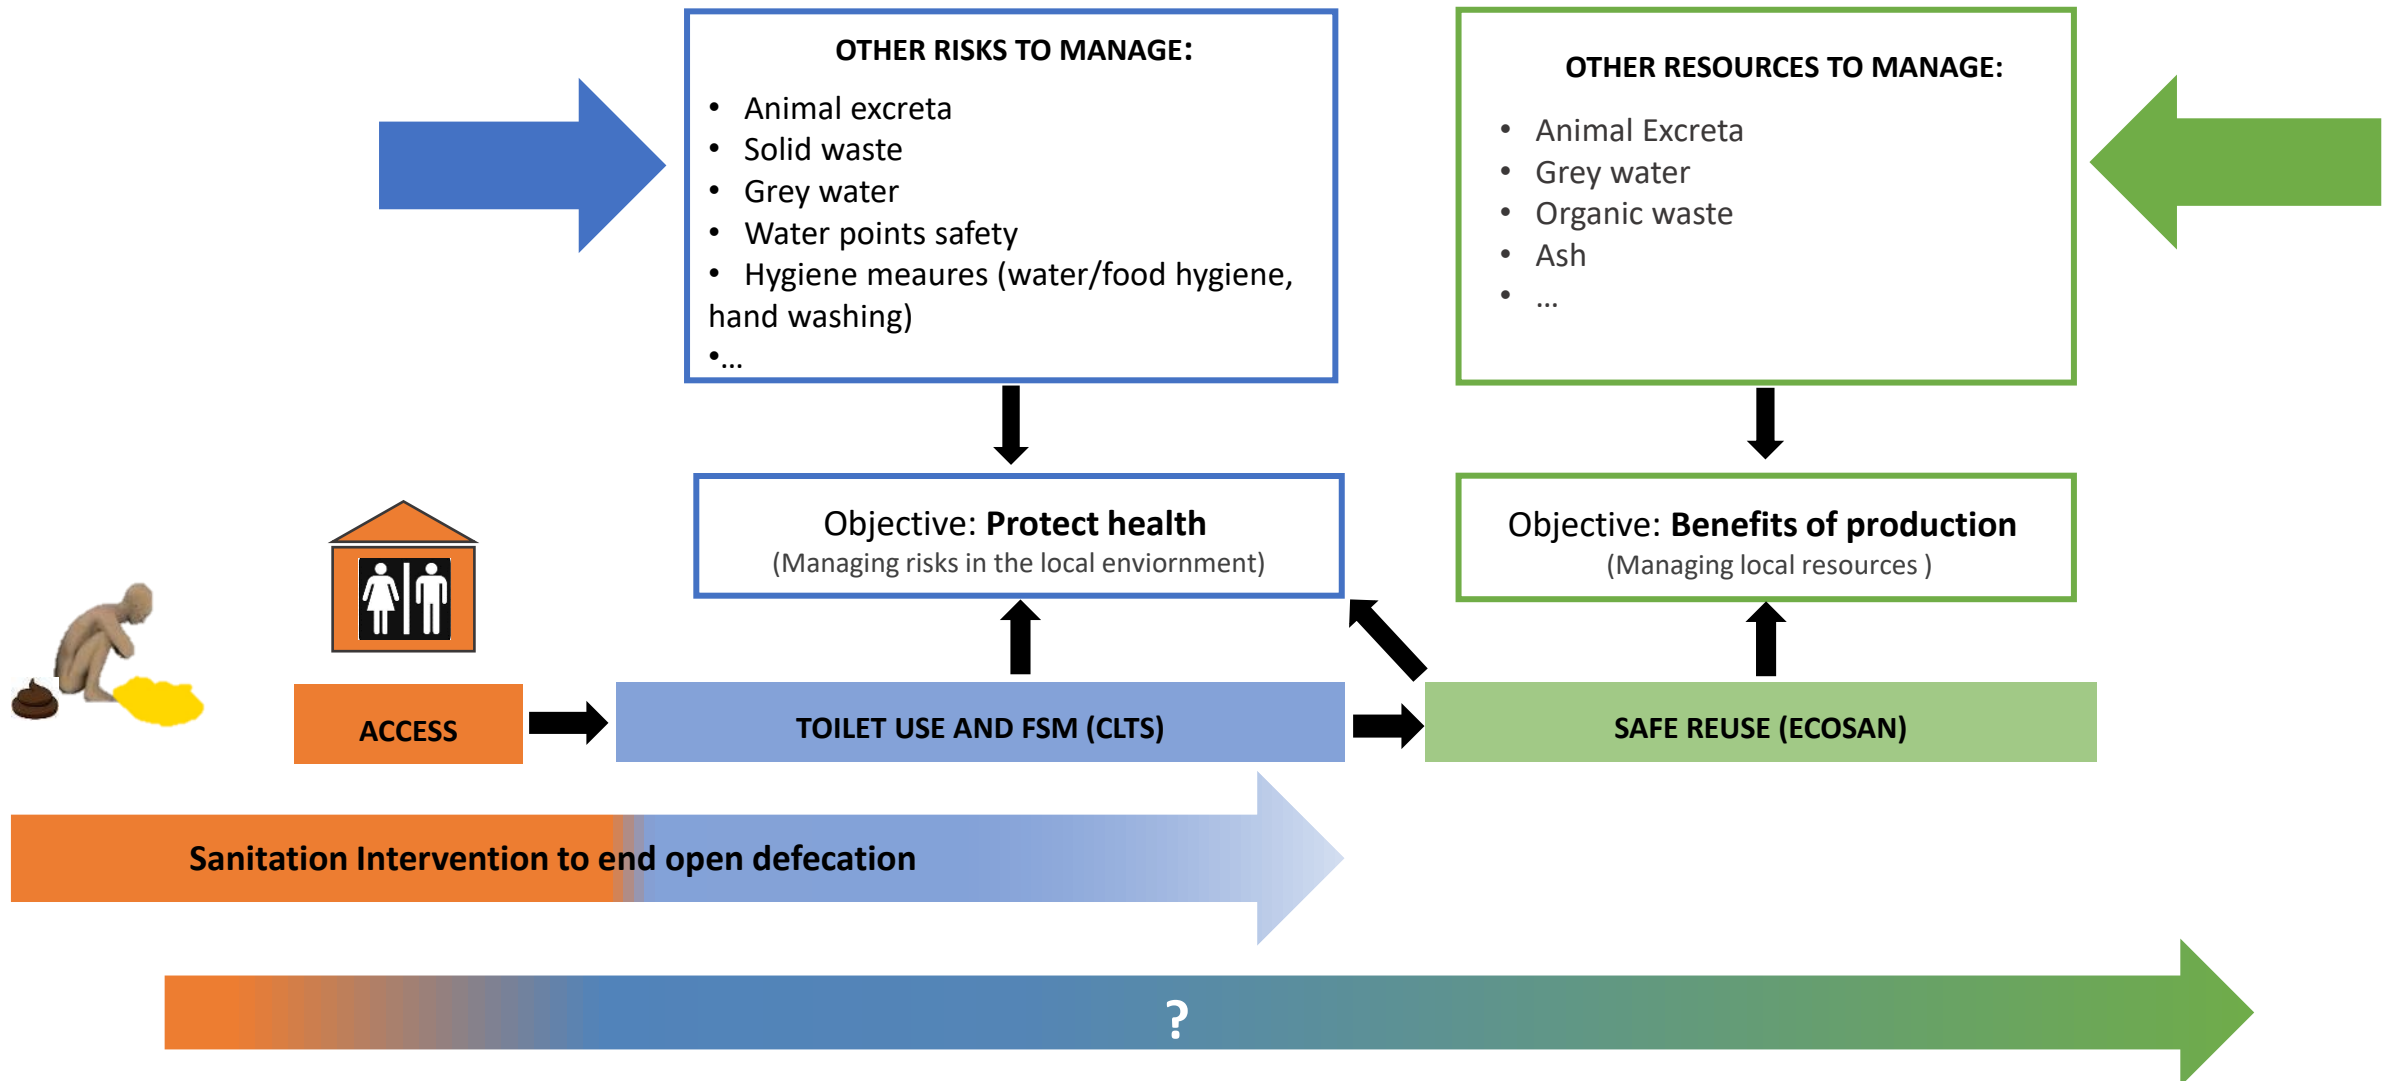 OTHER RISKS TO MANAGE:
• Animal excreta
• Solid waste
• Grey water
• Water points safety
• Hygiene meaures (water/food hygiene,
hand washing)
•...
OTHER RESOURCES TO MANAGE:
• Animal Excreta
• Grey water
• Organic waste
• Ash
• ...
Objective: Protect health
(Managing risks in the local enviornment)
Objective: Benefits of production
(Managing local resources )
ACCESS
TOILET USE AND FSM (CLTS)
SAFE REUSE (ECOSAN)
Sanitation Intervention to end open defecation
?